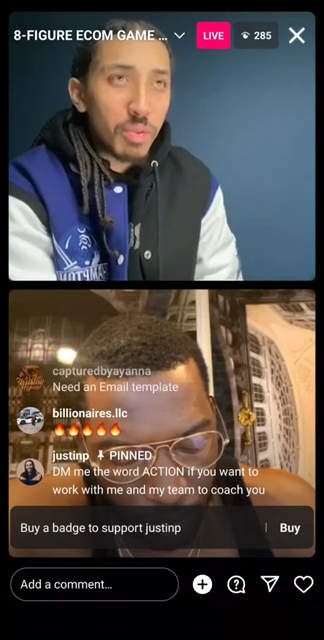 8-FIGURE ECOM GAME ...
LIVE
285
capturedbyayanna
Need an Email template
billionaires.llc
🔥🔥🔥🔥🔥
justinp 📌 PINNED
DM me the word ACTION if you want to
work with me and my team to coach you
Buy a badge to support justinp | Buy
Add a comment...